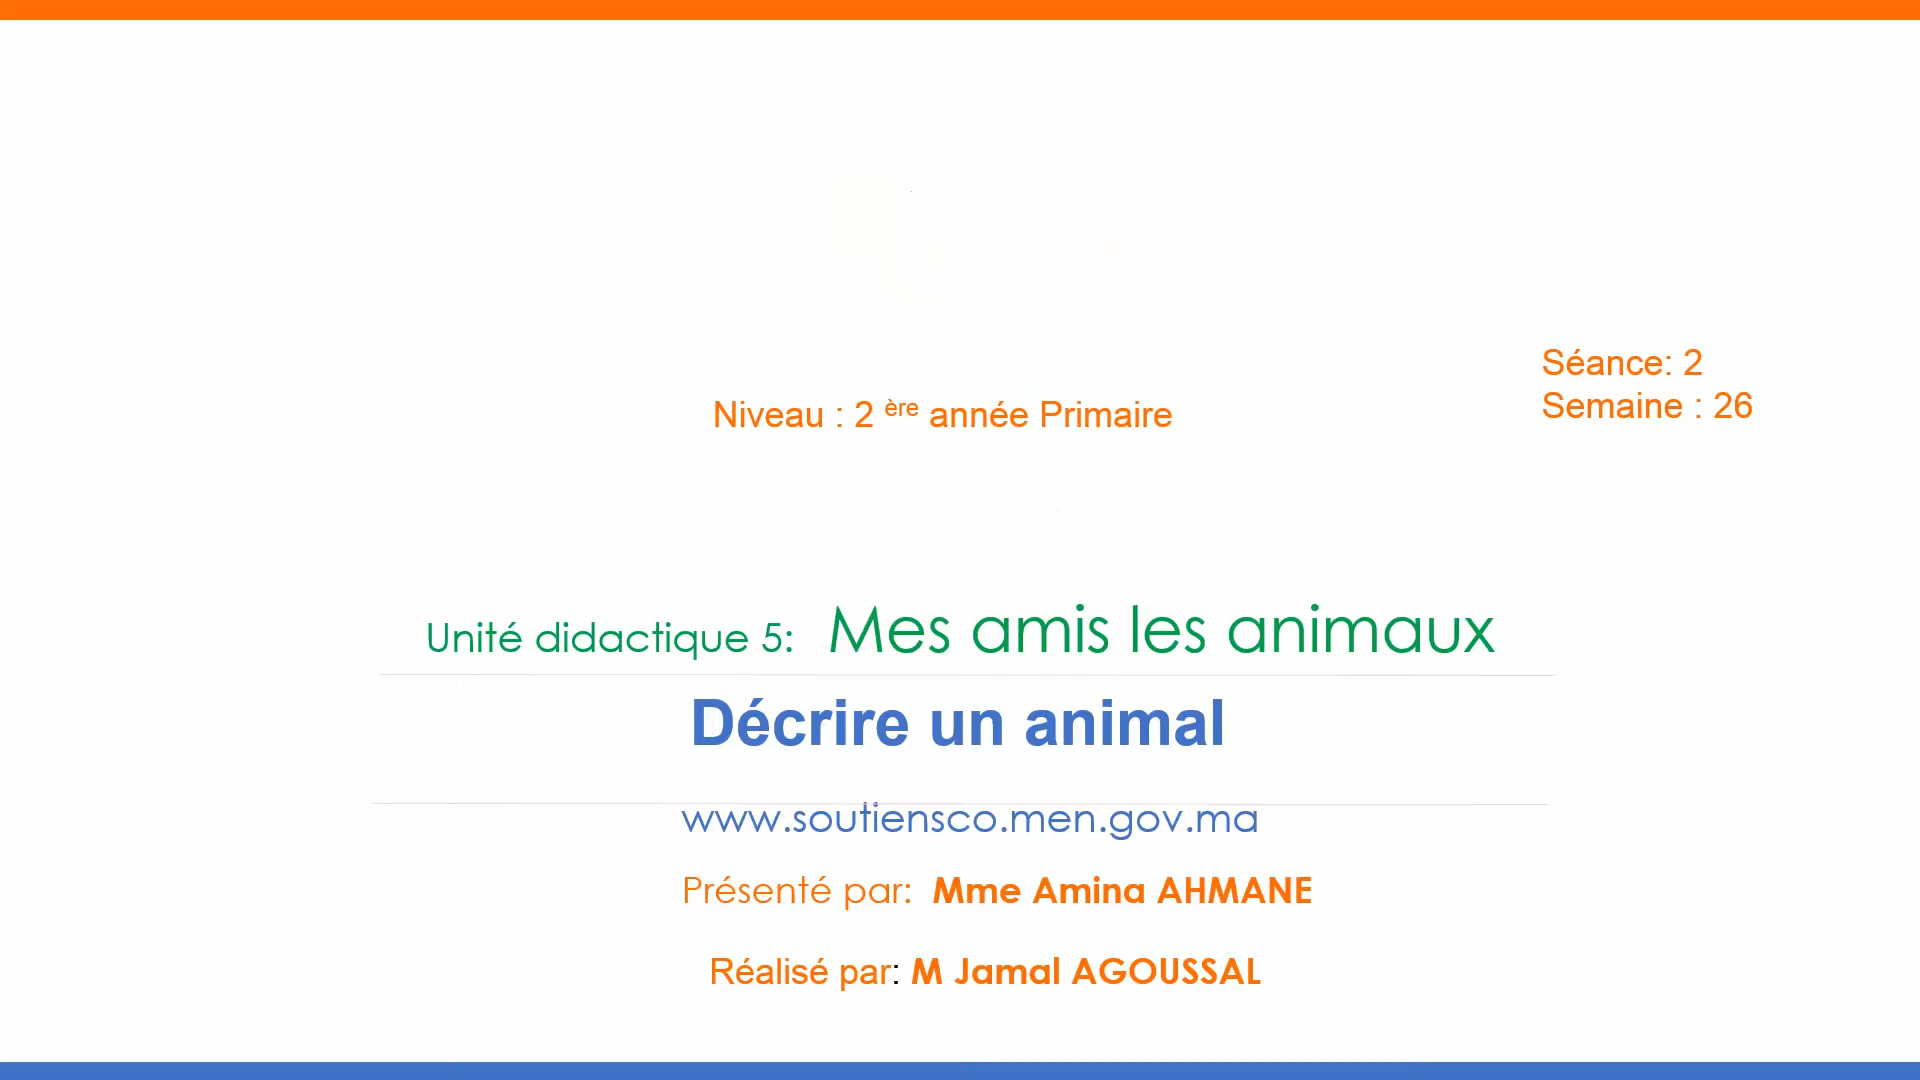 Séance: 2
Semaine : 26
Niveau : 2 ère année Primaire
Unité didactique 5: Mes amis les animaux
Décrire un animal
www.soutiensco.men.gov.ma
Présenté par: Mme Amina AHMANE
Réalisé par: M Jamal AGOUSSAL